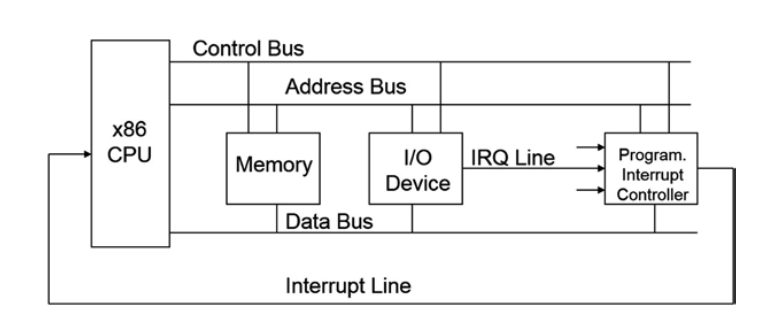 Control Bus
Address Bus
x86
CPU
Memory
I/O
Device
IRQ Line
Program.
Interrupt
Controller
Data Bus
Interrupt Line